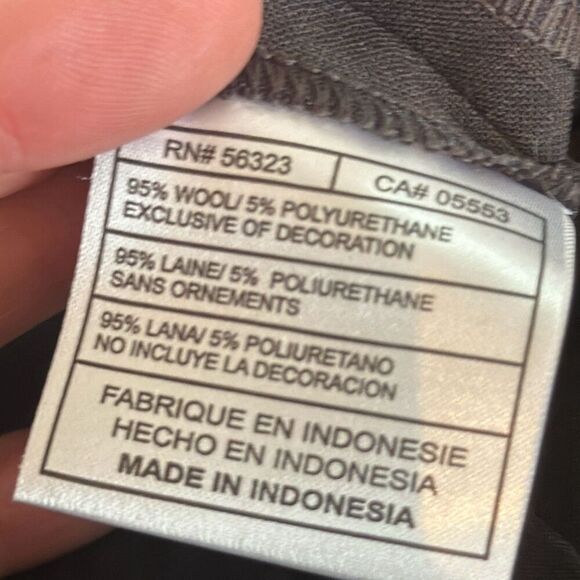 RN# 56323
CA# 05553
95% WOOL/ 5% POLYURETHANE
EXCLUSIVE OF DECORATION
95% LAINE/ 5% POLIURETHANE
SANS ORNEMENTS
95% LANA/ 5% POLIURETANO
NO INCLUYE LA DECORACION
FABRIQUE EN INDONESIE
HECHO EN INDONESIA
MADE IN INDONESIA